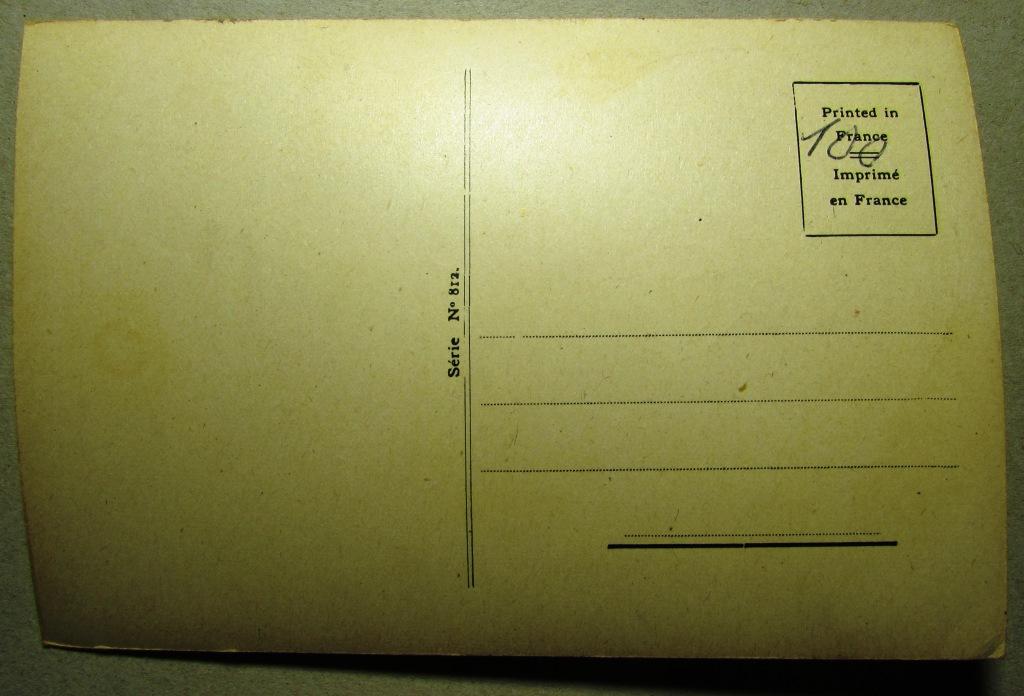 Série N° 812.
Printed in
France
100
Imprimé
en France